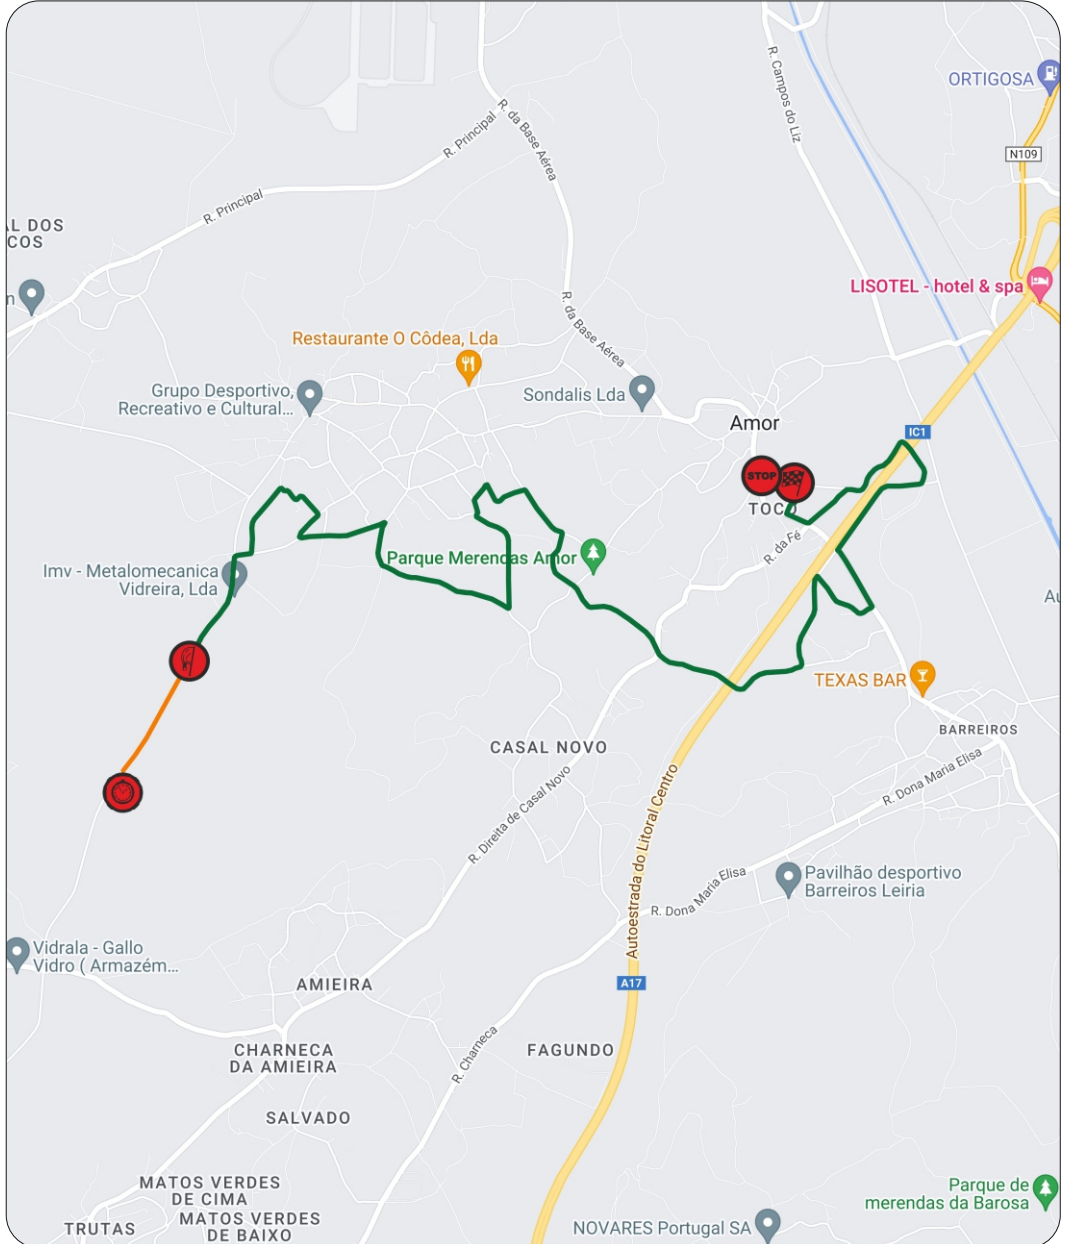 R. Campos do Liz
ORTIGOSA
R. da Base Aérea
R. Principal
N109
R. Principal
AL DOS
COS
LISOTEL - hotel & spa
n
R. da Base Aérea
Restaurante O Côdea, Lda
Grupo Desportivo,
Recreativo e Cultural...
Sondalis Lda
Amor
IC1
STOP
TOCO
R. da Fé
Parque Merendas Amor
Imv - Metalomecanica
Vidreira, Lda
Au
TEXAS BAR
BARREIROS
CASAL NOVO
R. Dona Maria Elisa
R. Direita de Casal Novo
Autoestrada do Litoral Centro
Pavilhão desportivo
Barreiros Leiria
R. Dona Maria Elisa
Vidrala - Gallo
Vidro ( Armazém...
AMIEIRA
A17
CHARNECA
DA AMIEIRA
R. Charneca
FAGUNDO
SALVADO
MATOS VERDES
DE CIMA
Parque de
merendas da Barosa
TRUTAS
MATOS VERDES
DE BAIXO
NOVARES Portugal SA